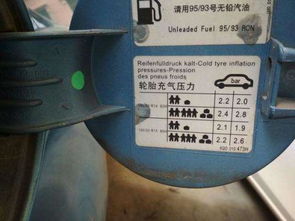 请用95/93号无铅汽油
Unleaded Fuel 95/93 RON
Reifenfülldruck kalt-Cold tyre inflation
pressures-Pression
des pneus froids
轮胎充气压力
bar
2.2 2.0
2.4 2.8
2.1 1.9
2.2 2.6